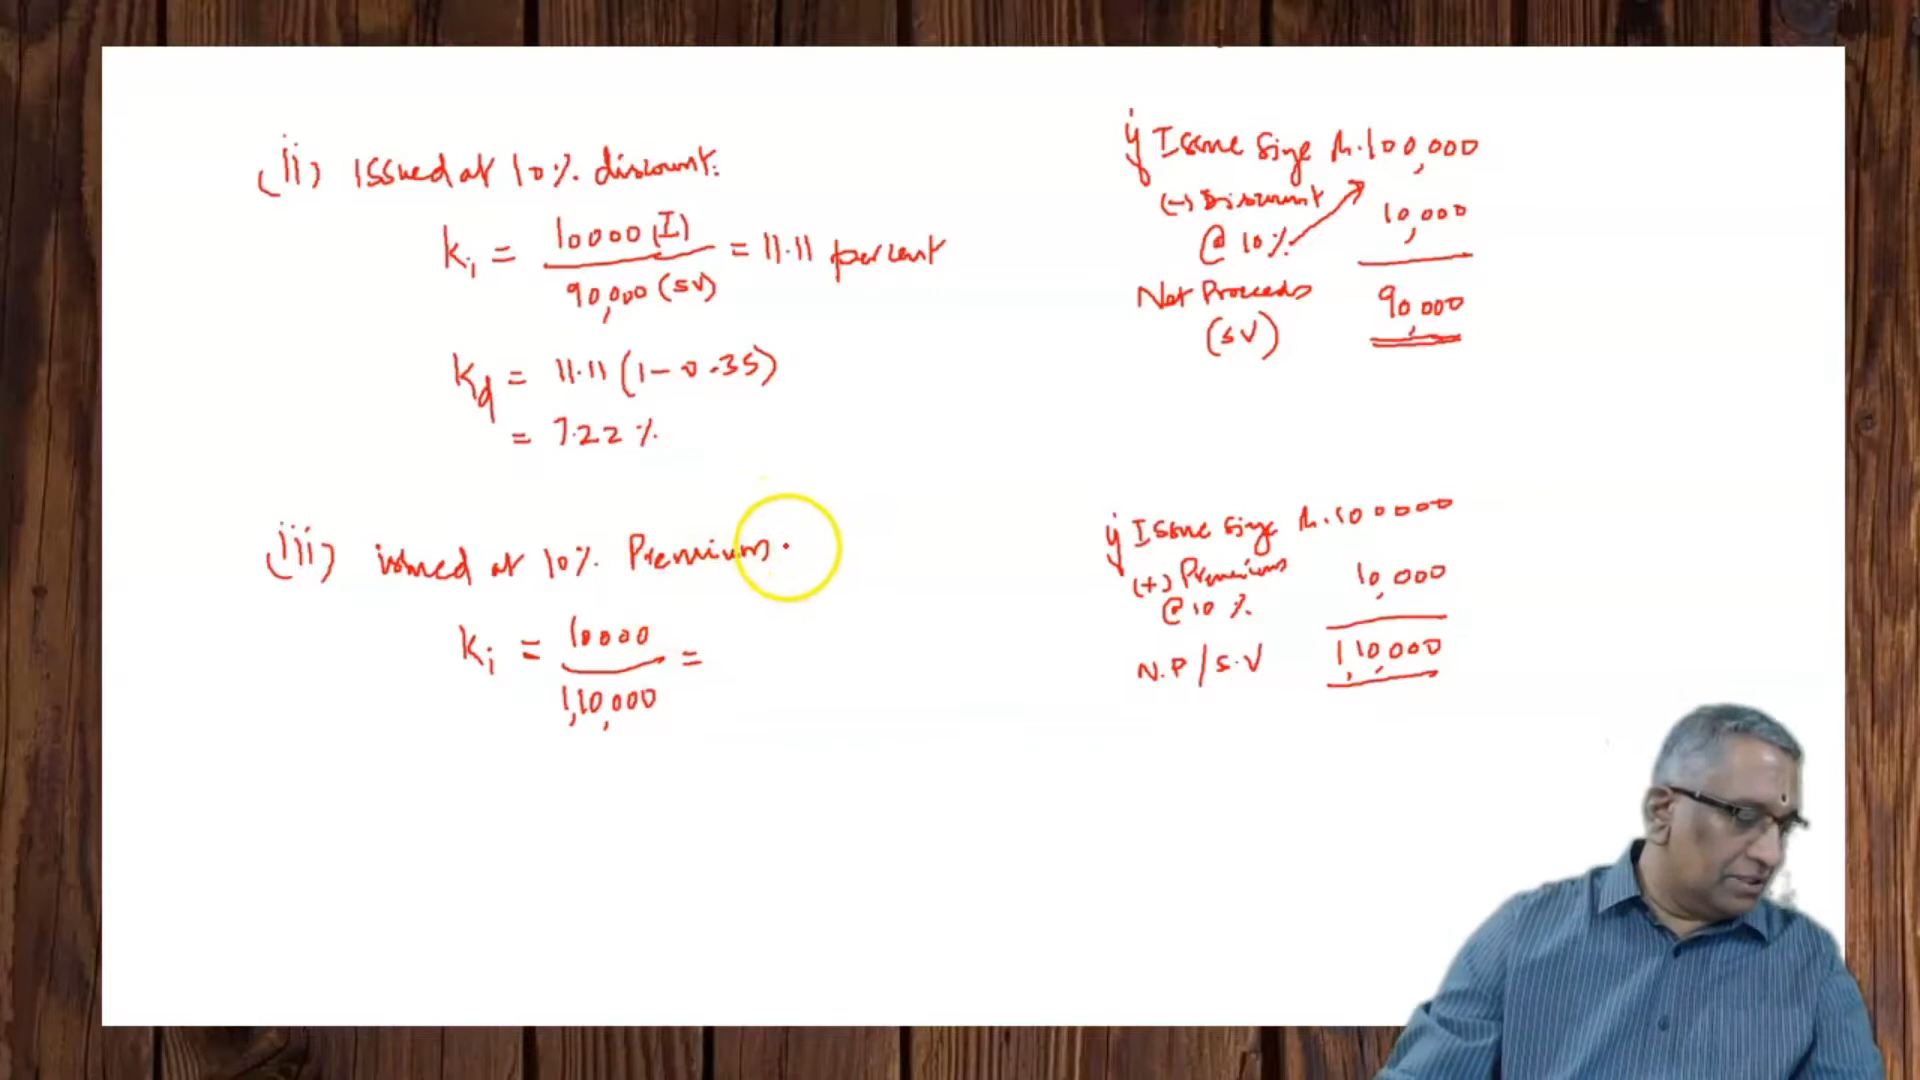 (ii) Issued at 10% discount:
Ki = 10000 (I) / 90,000 (SV) = 11.11 percent
Kd = 11.11 (1 - 0.35)
= 7.22 %
if Issue Size Rs. 100,000
(-) Discount 10,000
@ 10%
Net Proceeds 90,000
(SV)
(iii) issued at 10% Premium.
Ki = 10000 / 1,10,000 =
if Issue size Rs. 100000
(+) Premium 10,000
@ 10 %
N.P / S.V 1,10,000